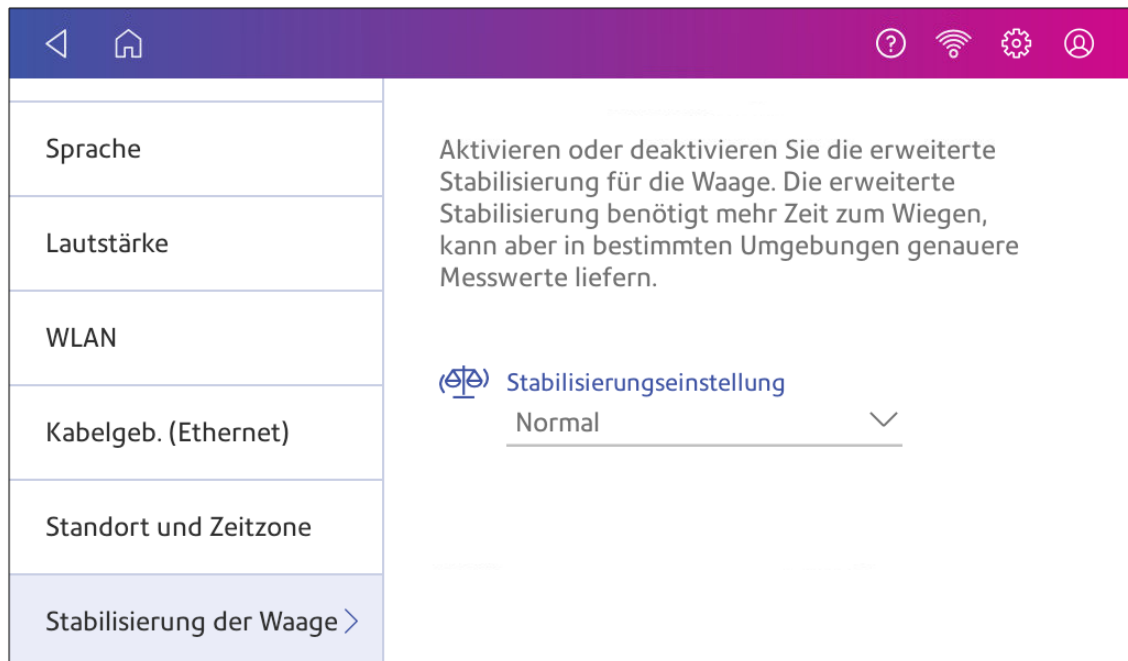 Sprache
Lautstärke
WLAN
Kabelgeb. (Ethernet)
Standort und Zeitzone
Stabilisierung der Waage
Aktivieren oder deaktivieren Sie die erweiterte
Stabilisierung für die Waage. Die erweiterte
Stabilisierung benötigt mehr Zeit zum Wiegen,
kann aber in bestimmten Umgebungen genauere
Messwerte liefern.
Stabilisierungseinstellung
Normal